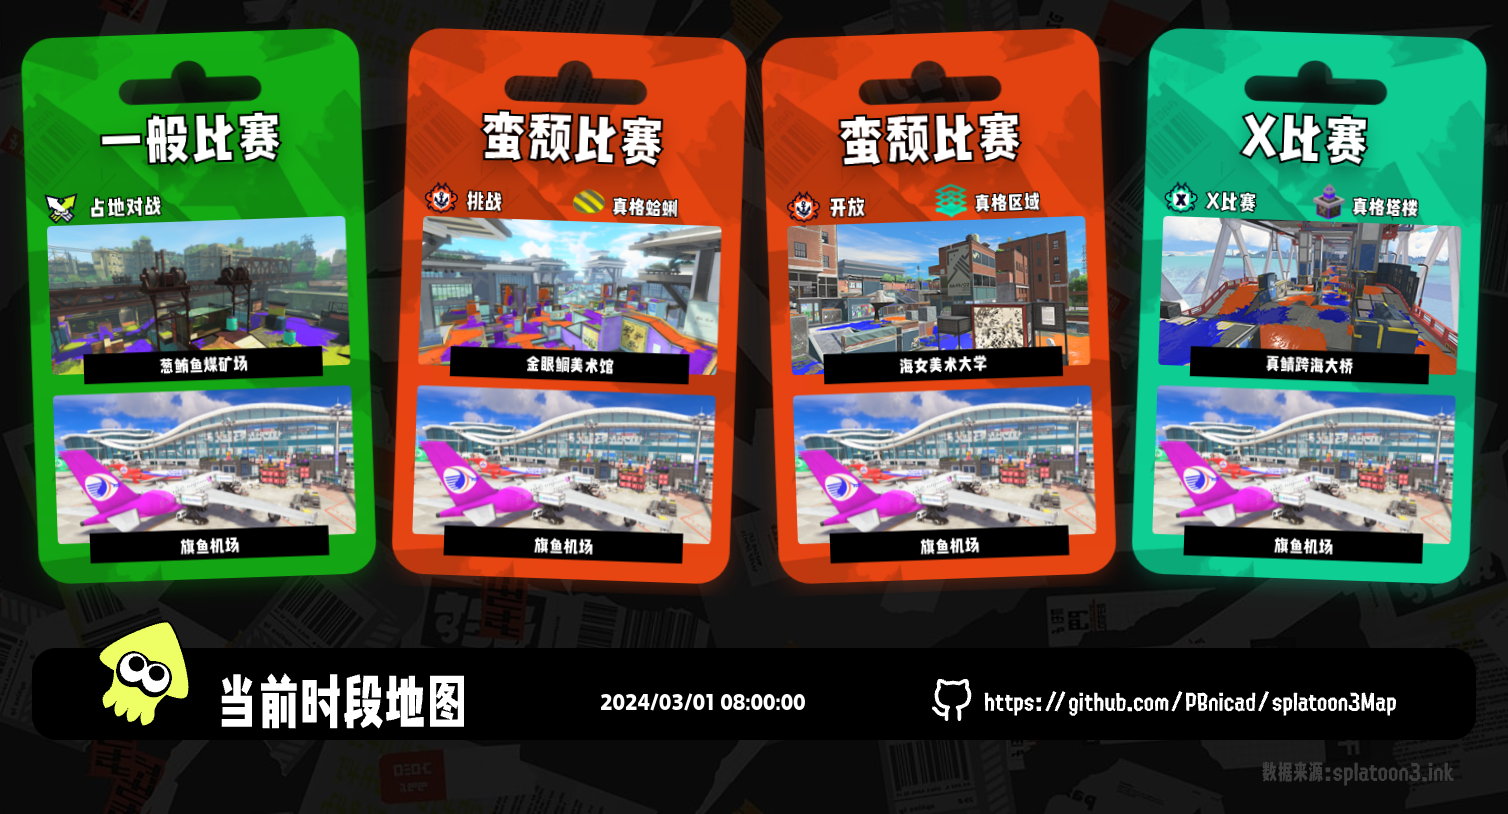 一般比赛
占地对战
葱鲔鱼煤矿场
旗鱼机场
蛮颓比赛
挑战
真格蛤蜊
金眼鲷美术馆
旗鱼机场
蛮颓比赛
开放
真格区域
海女美术大学
旗鱼机场
X比赛
X比赛
真格塔楼
真鲭跨海大桥
旗鱼机场
当前时段地图
2024/03/01 08:00:00
https://github.com/PBnicad/splatoon3Map
数据来源:splatoon3.ink